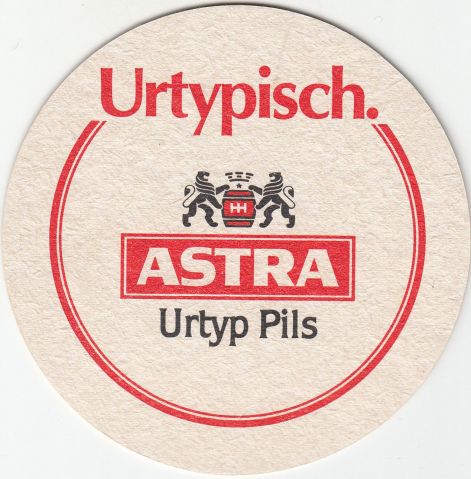 Urtypisch.
HH
ASTRA
Urtyp Pils